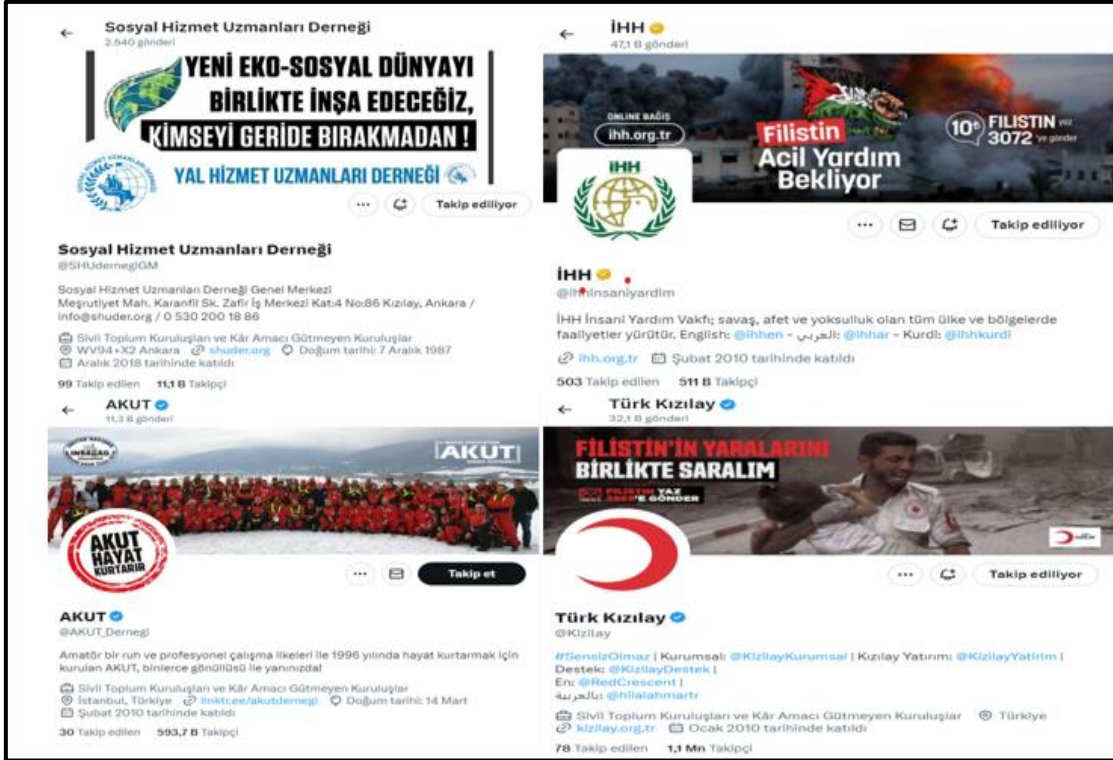 Sosyal Hizmet Uzmanları Derneği
2.540 gönderi
YENİ EKO-SOSYAL DÜNYAYI
BİRLİKTE İNŞA EDECEĞİZ,
KİMSEYİ GERİDE BIRAKMADAN !
YAL HİZMET UZMANLARI DERNEĞİ
Takip ediliyor
Sosyal Hizmet Uzmanları Derneği
@SHUdernegiGM
Sosyal Hizmet Uzmanları Derneği Genel Merkezi
Meşrutiyet Mah. Karanfil Sk. Zafir İş Merkezi Kat:4 No:86 Kızılay, Ankara /
info@shuder.org / 0 530 200 18 86
Sivil Toplum Kuruluşları ve Kâr Amacı Gütmeyen Kuruluşlar
WV94+X2 Ankara shuder.org Doğum tarihi: 7 Aralık 1987
Aralık 2018 tarihinde katıldı
99 Takip edilen 11,1 B Takipçi
İHH
47,1 B gönderi
ONLINE BAĞIŞ
ihh.org.tr
Filistin
Acil Yardım
Bekliyor
10₺ FİLİSTİN yaz
3072 'ye gönder
İHH
Takip ediliyor
İHH
@ihhinsaniyardim
İHH İnsani Yardım Vakfı; savaş, afet ve yoksulluk olan tüm ülke ve bölgelerde
faaliyetler yürütür. English: @ihhen - العربي: @ihhar - Kurdî: @ihhkurdi
ihh.org.tr Şubat 2010 tarihinde katıldı
503 Takip edilen 511 B Takipçi
AKUT
11,3 B gönderi
INSARAG
AKUT
AKUT
HAYAT
KURTARIR
Takip et
AKUT
@AKUT_Dernegi
Amatör bir ruh ve profesyonel çalışma ilkeleri ile 1996 yılında hayat kurtarmak için
kurulan AKUT, binlerce gönüllüsü ile yanınızda!
Sivil Toplum Kuruluşları ve Kâr Amacı Gütmeyen Kuruluşlar
İstanbul, Türkiye linktr.ee/akutdernegi Doğum tarihi: 14 Mart
Şubat 2010 tarihinde katıldı
30 Takip edilen 593,7 B Takipçi
Türk Kızılay
32,1 B gönderi
FİLİSTİN'İN YARALARINI
BİRLİKTE SARALIM
FİLİSTİN YAZ
2868'E GÖNDER
Takip ediliyor
Türk Kızılay
@Kizilay
#SensizOlmaz | Kurumsal: @KizilayKurumsal | Kızılay Yatırım: @KizilayYatirim |
Destek: @KizilayDestek |
En: @RedCrescent |
بالعربية: @hilalahmartr
Sivil Toplum Kuruluşları ve Kâr Amacı Gütmeyen Kuruluşlar Türkiye
kizilay.org.tr Ocak 2010 tarihinde katıldı
78 Takip edilen 1,1 Mn Takipçi